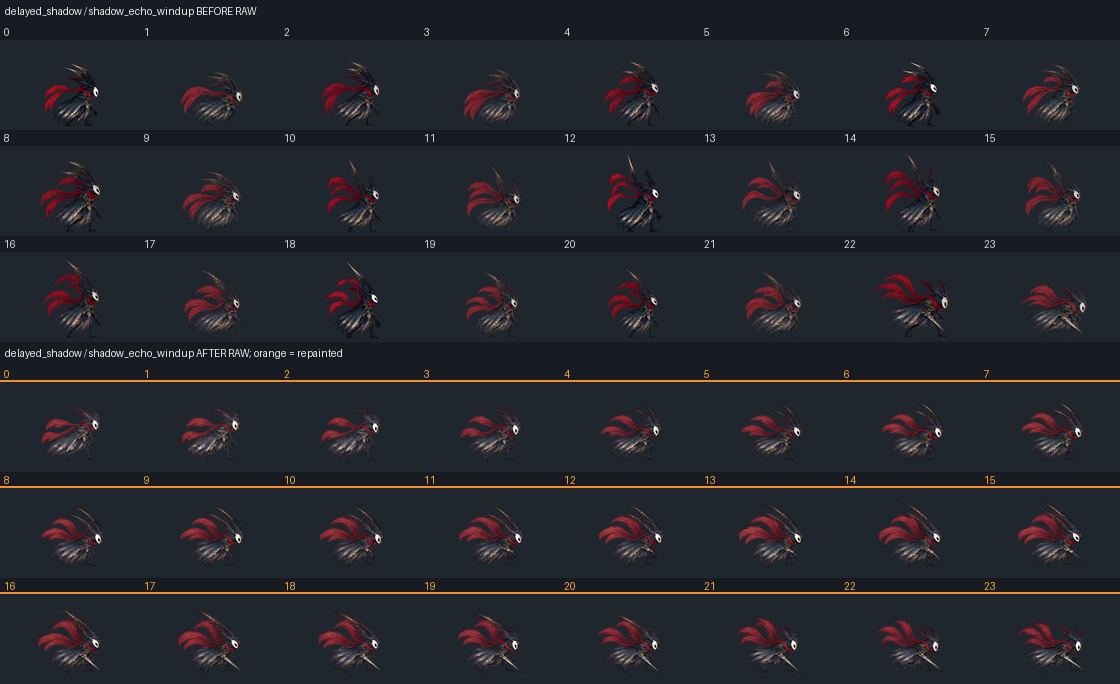 delayed_shadow / shadow_echo_windup BEFORE RAW
0 1 2 3 4 5 6 7
8 9 10 11 12 13 14 15
16 17 18 19 20 21 22 23
delayed_shadow / shadow_echo_windup AFTER RAW; orange = repainted
0 1 2 3 4 5 6 7
8 9 10 11 12 13 14 15
16 17 18 19 20 21 22 23